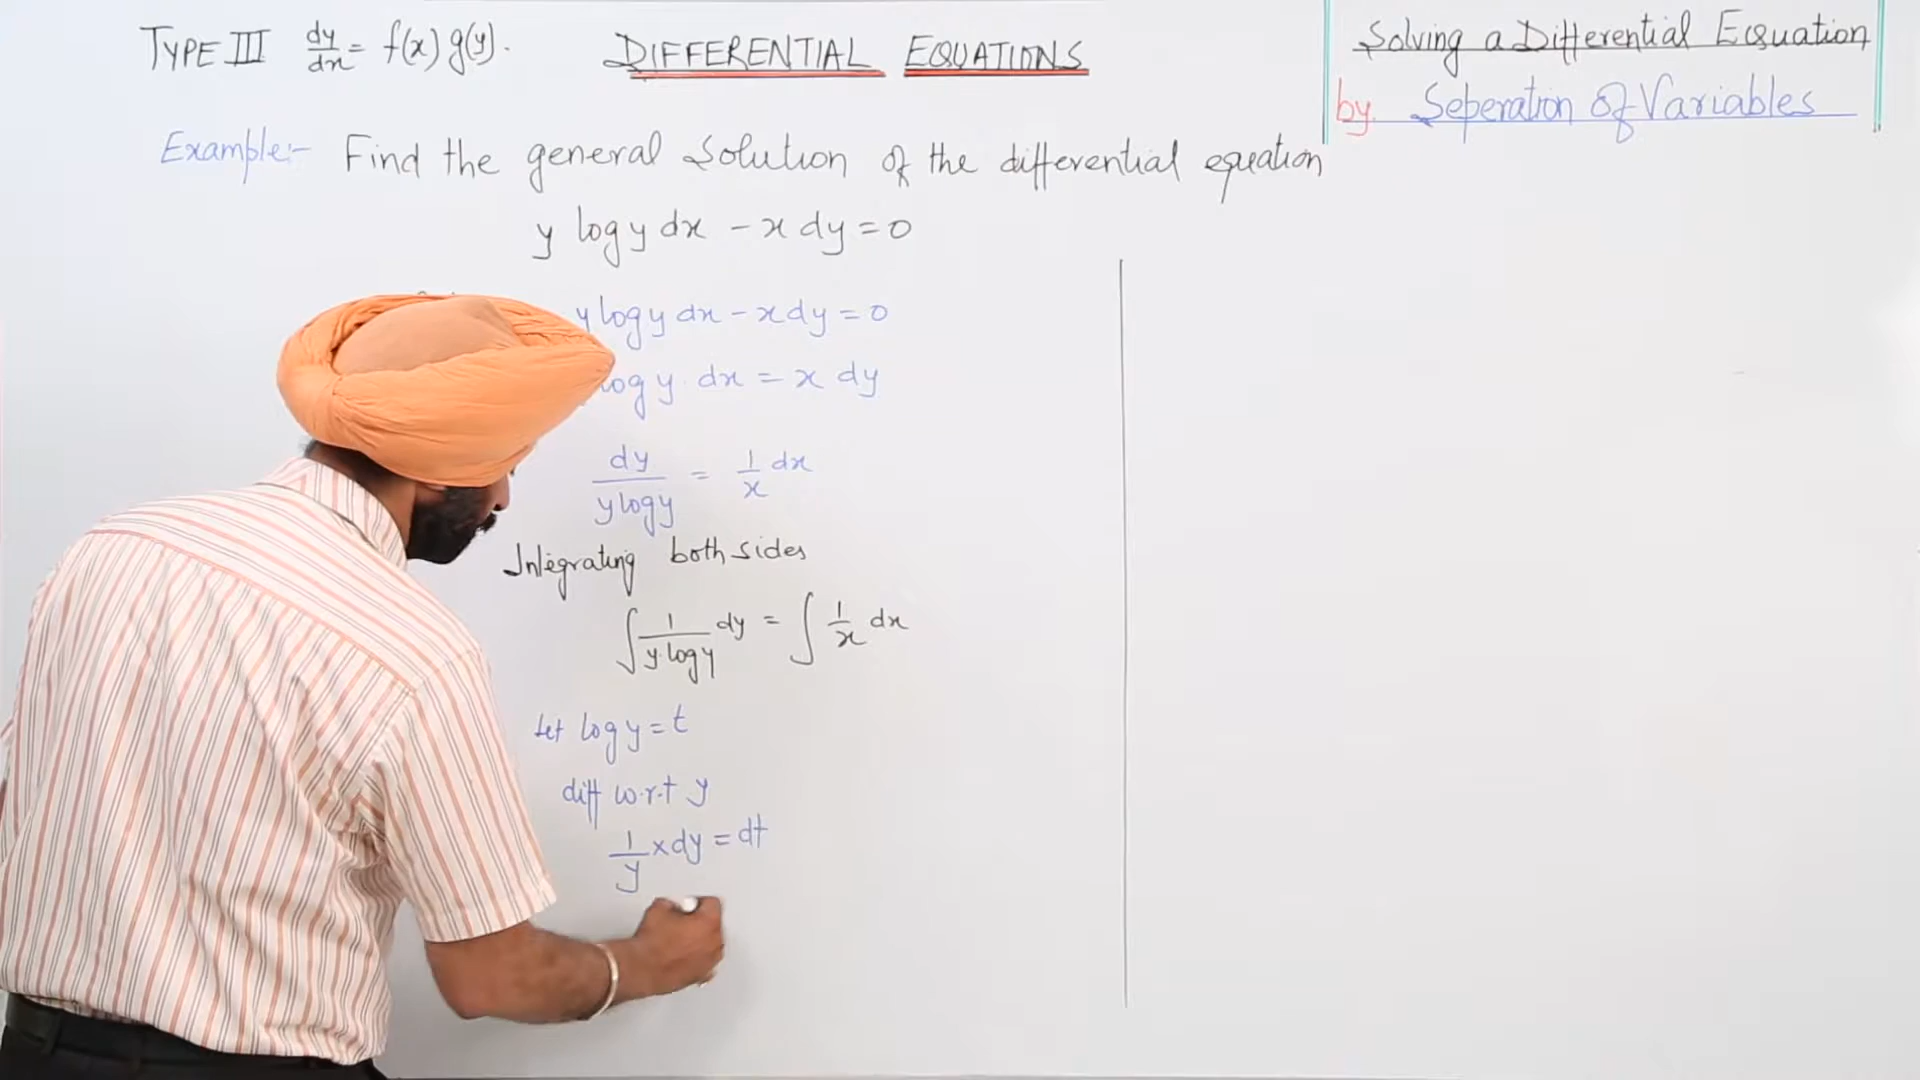 TYPE III dy/dx = f(x) g(y).
DIFFERENTIAL EQUATIONS
Solving a Differential Equation
by Seperation Of Variables
Example:- Find the general Solution of the differential equation
y log y dx - x dy = 0
y log y dx - x dy = 0
log y · dx = x dy
dy/(y log y) = 1/x dx
Integrating both sides
∫ 1/(y·log y) dy = ∫ 1/x dx
Let log y = t
diff w.r.t y
1/y × dy = dt